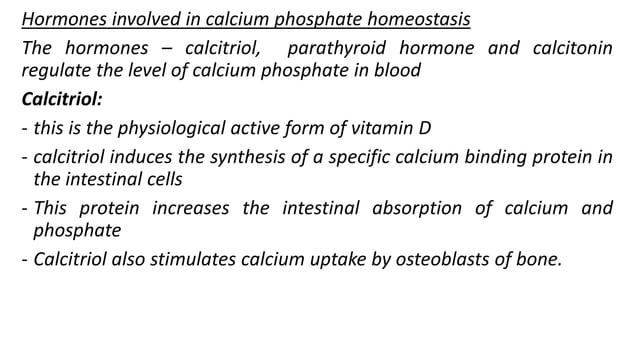 Hormones involved in calcium phosphate homeostasis
The hormones – calcitriol, parathyroid hormone and calcitonin
regulate the level of calcium phosphate in blood
Calcitriol:
- this is the physiological active form of vitamin D
- calcitriol induces the synthesis of a specific calcium binding protein in
the intestinal cells
- This protein increases the intestinal absorption of calcium and
phosphate
- Calcitriol also stimulates calcium uptake by osteoblasts of bone.